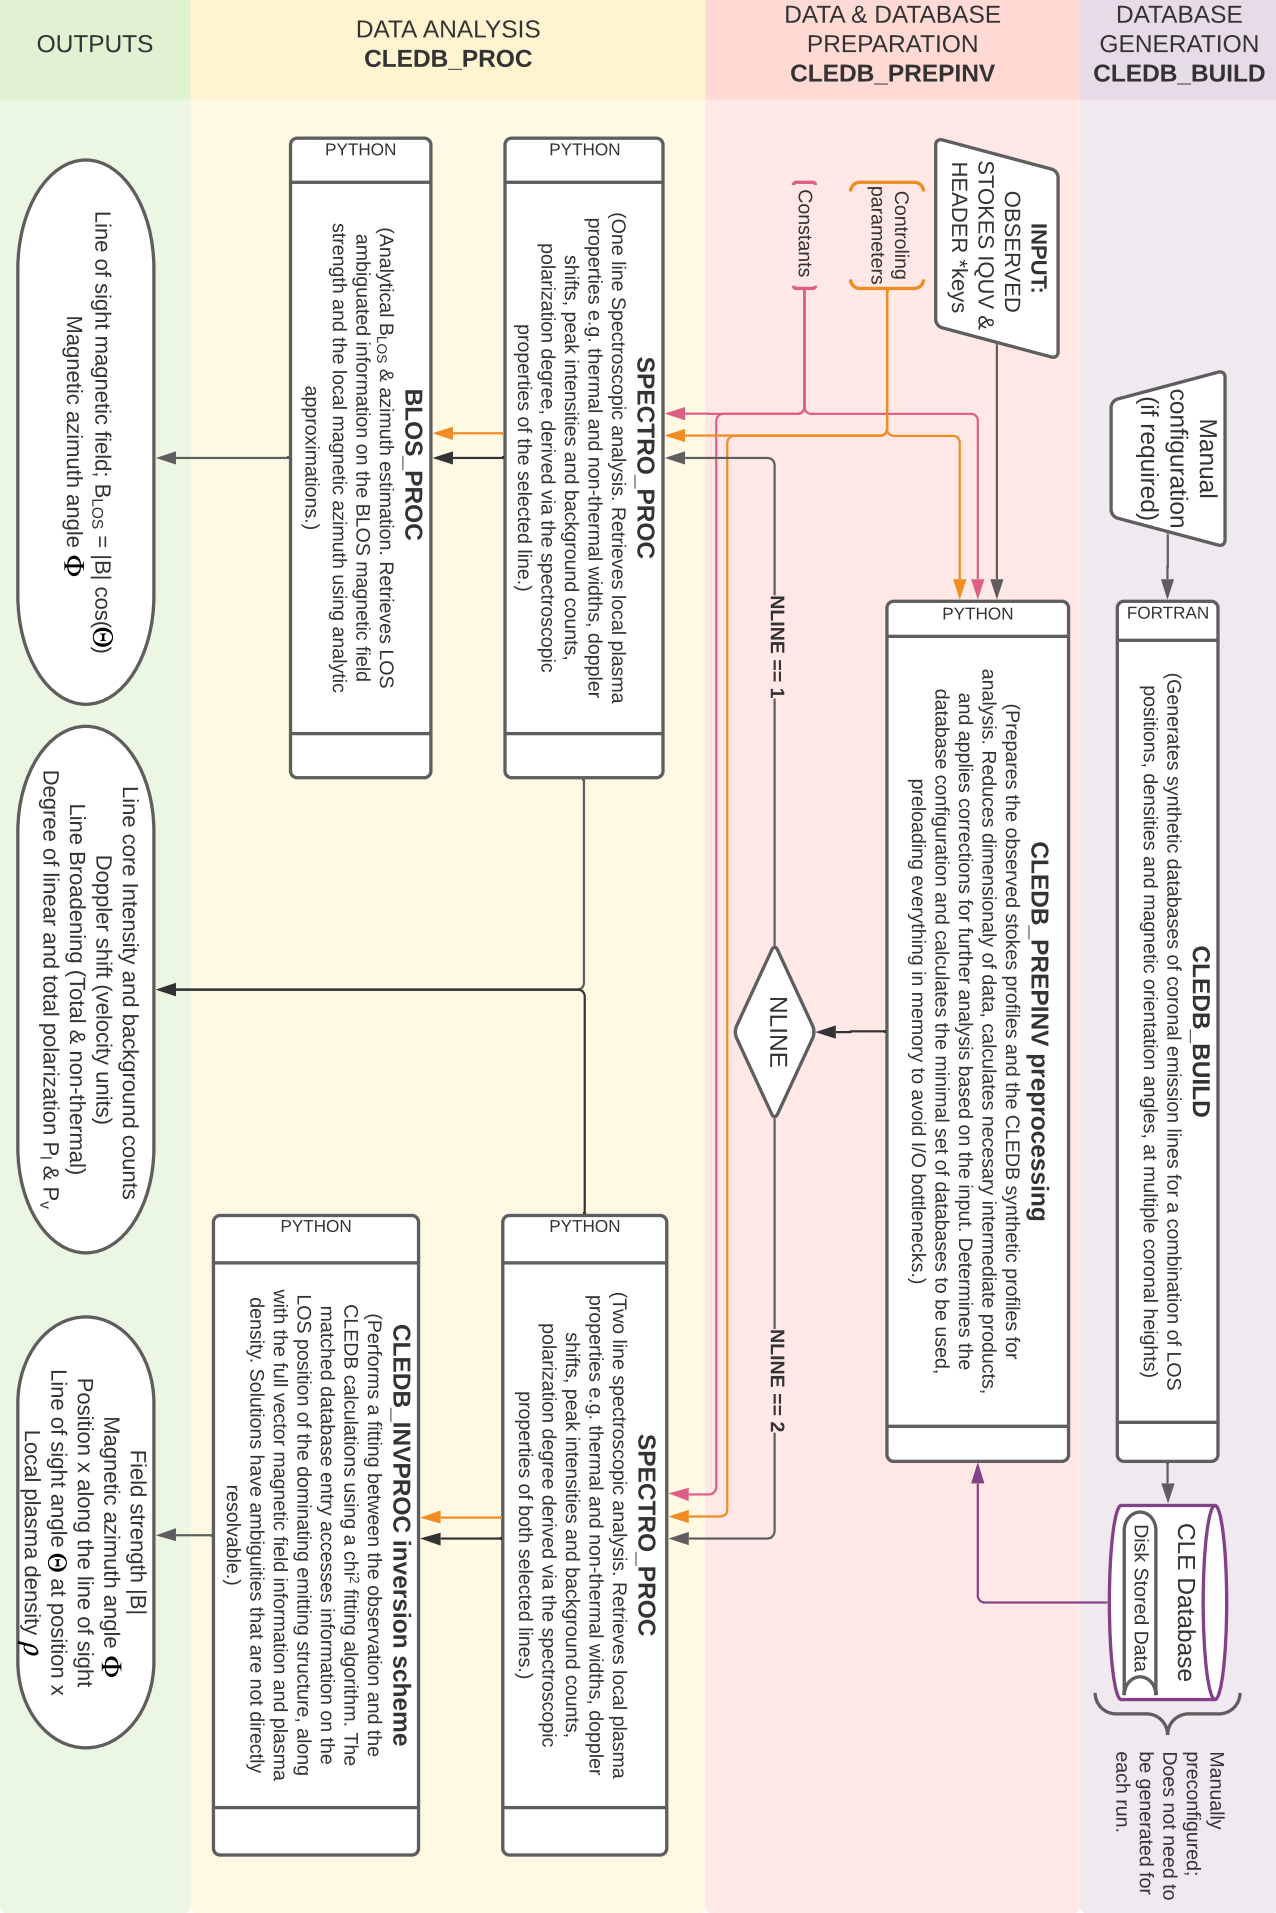 OUTPUTS
DATA ANALYSIS
CLEDB_PROC
DATA & DATABASE
PREPARATION
CLEDB_PREPINV
DATABASE
GENERATION
CLEDB_BUILD
Manual
configuration
(if required)
FORTRAN
CLEDB_BUILD
(Generates synthetic databases of coronal emission lines for a combination of LOS
positions, densities and magnetic orientation angles, at multiple coronal heights)
CLE Database
Disk Stored Data
Manually
preconfigured;
Does not need to
be generated for
each run.
INPUT:
OBSERVED
STOKES IQUV &
HEADER *keys
Controling
parameters
Constants
PYTHON
CLEDB_PREPINV preprocessing
(Prepares the observed stokes profiles and the CLEDB synthetic profiles for
analysis. Reduces dimensionaly of data, calculates necesary intermediate products,
and applies corrections for further analysis based on the input. Determines the
database configuration and calculates the minimal set of databases to be used,
preloading everything in memory to avoid I/O bottlenecks.)
NLINE == 1
NLINE
NLINE == 2
PYTHON
SPECTRO_PROC
(One line Spectroscopic analysis. Retrieves local plasma
properties e.g. thermal and non-thermal widths, doppler
shifts, peak intensities and background counts,
polarization degree, derived via the spectroscopic
properties of the selected line.)
PYTHON
BLOS_PROC
(Analytical BLOS & azimuth estimation. Retrieves LOS
ambiguated information on the BLOS magnetic field
strength and the local magnetic azimuth using analytic
approximations.)
PYTHON
SPECTRO_PROC
(Two line spectroscopic analysis. Retrieves local plasma
properties e.g. thermal and non-thermal widths, doppler
shifts, peak intensities and background counts,
polarization degree derived via the spectroscopic
properties of both selected lines.)
PYTHON
CLEDB_INVPROC inversion scheme
(Performs a fitting between the observation and the
CLEDB calculations using a chi² fitting algorithm. The
matched database entry accesses information on the
LOS position of the dominating emitting structure, along
with the full vector magnetic field information and plasma
density. Solutions have ambiguities that are not directly
resolvable.)
Line of sight magnetic field; BLOS = |B| cos(Θ)
Magnetic azimuth angle Φ
Line core Intensity and background counts
Doppler shift (velocity units)
Line Broadening (Total & non-thermal)
Degree of linear and total polarization Pl & Pv
Field strength |B|
Magnetic azimuth angle Φ
Position x along the line of sight
Line of sight angle Θ at position x
Local plasma density ρ